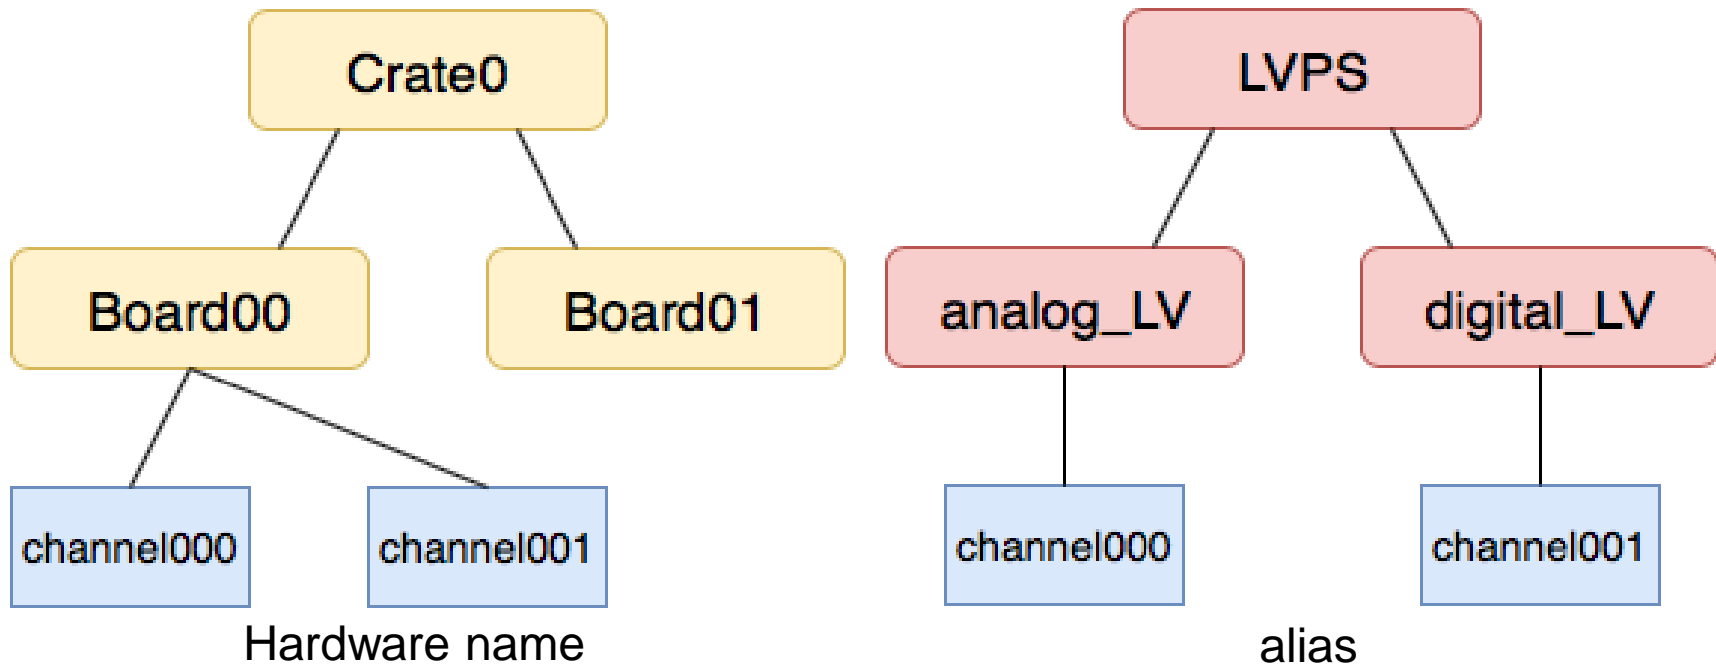 Crate0
LVPS
Board00
Board01
analog_LV
digital_LV
channel000
channel001
channel000
channel001
Hardware name
alias